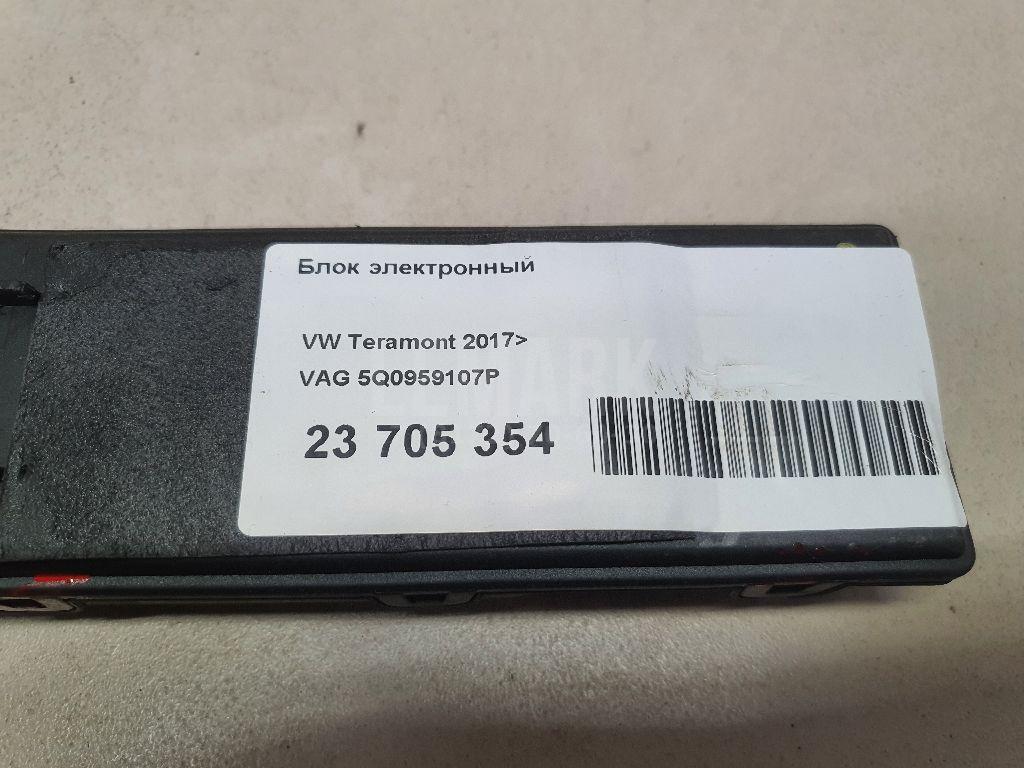 Блок электронный
VW Teramont 2017>
VAG 5Q0959107P
23 705 354